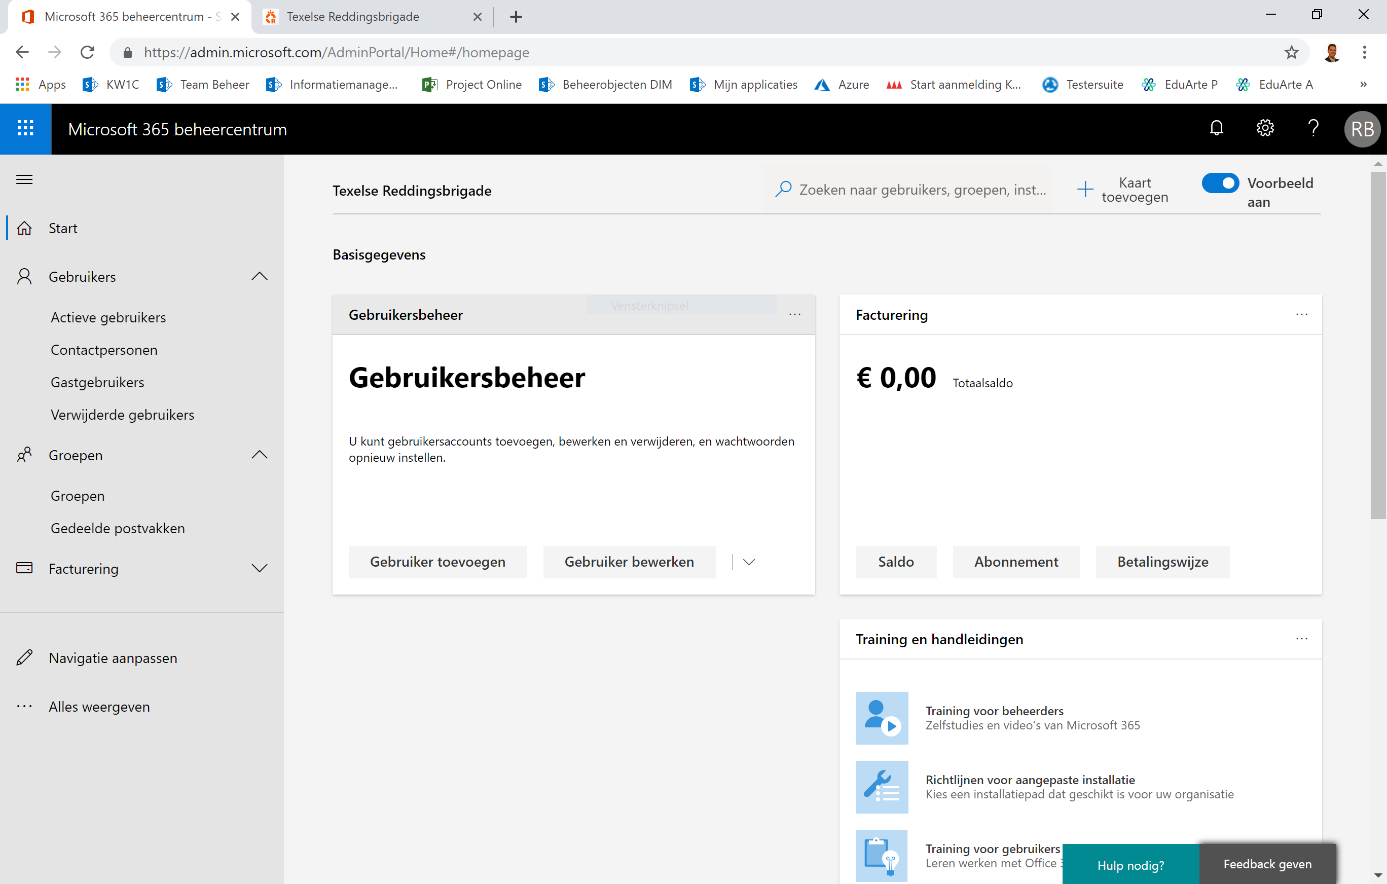 Microsoft 365 beheercentrum - S
Texelse Reddingsbrigade
https://admin.microsoft.com/AdminPortal/Home#/homepage
Apps KW1C Team Beheer Informatiemanage... Project Online Beheerobjecten DIM Mijn applicaties Azure Start aanmelding K... Testersuite EduArte P EduArte A »
Microsoft 365 beheercentrum
? RB
Texelse Reddingsbrigade
Zoeken naar gebruikers, groepen, inst...
Kaart
toevoegen
Voorbeeld
aan
Start
Gebruikers
Actieve gebruikers
Contactpersonen
Gastgebruikers
Verwijderde gebruikers
Groepen
Groepen
Gedeelde postvakken
Facturering
Navigatie aanpassen
Alles weergeven
Basisgegevens
Vensterknipsel
Gebruikersbeheer
Gebruikersbeheer
U kunt gebruikersaccounts toevoegen, bewerken en verwijderen, en wachtwoorden
opnieuw instellen.
Gebruiker toevoegen Gebruiker bewerken
Facturering
€ 0,00 Totaalsaldo
Saldo Abonnement Betalingswijze
Training en handleidingen
Training voor beheerders
Zelfstudies en video's van Microsoft 365
Richtlijnen voor aangepaste installatie
Kies een installatiepad dat geschikt is voor uw organisatie
Training voor gebruikers
Leren werken met Office
Hulp nodig?
Feedback geven